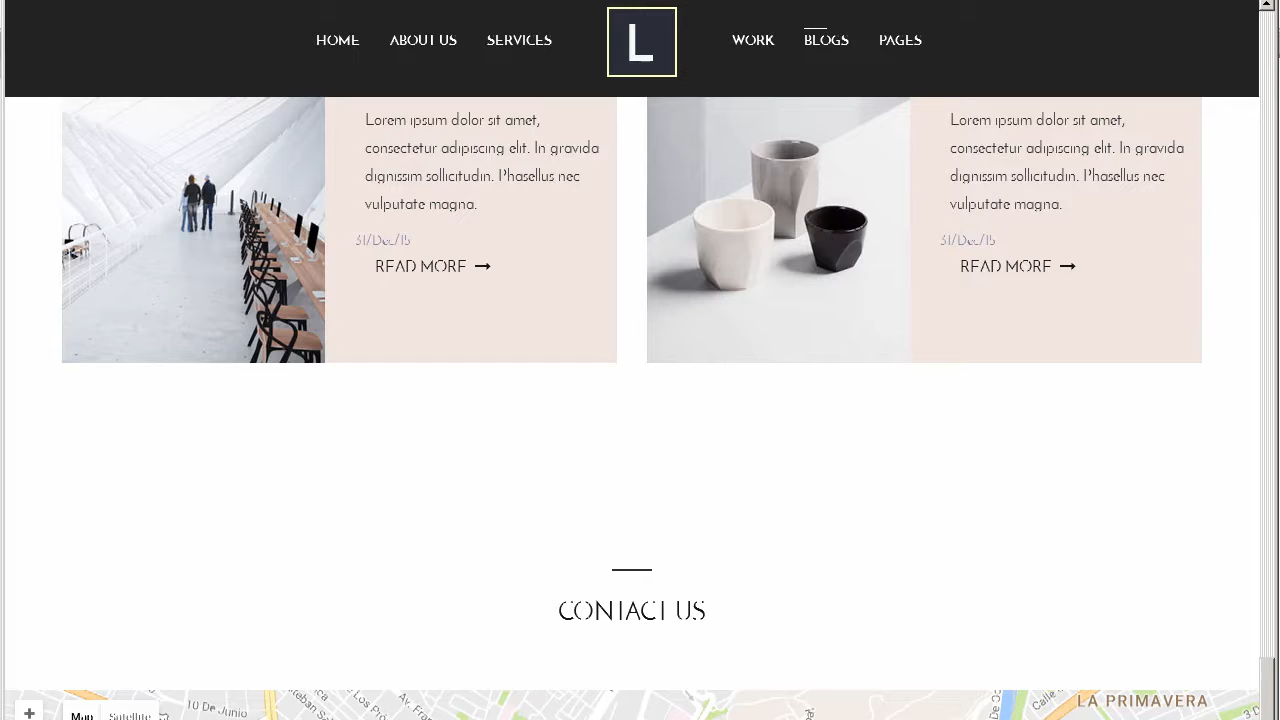 HOME ABOUT US SERVICES L WORK BLOGS PAGES
Lorem ipsum dolor sit amet,
consectetur adipiscing elit. In gravida
dignissim sollicitudin. Phasellus nec
vulputate magna.
31/Dec/15
READ MORE
Lorem ipsum dolor sit amet,
consectetur adipiscing elit. In gravida
dignissim sollicitudin. Phasellus nec
vulputate magna.
31/Dec/15
READ MORE
CONTACT US
LA PRIMAVERA
10 De Junio
Map Satellite